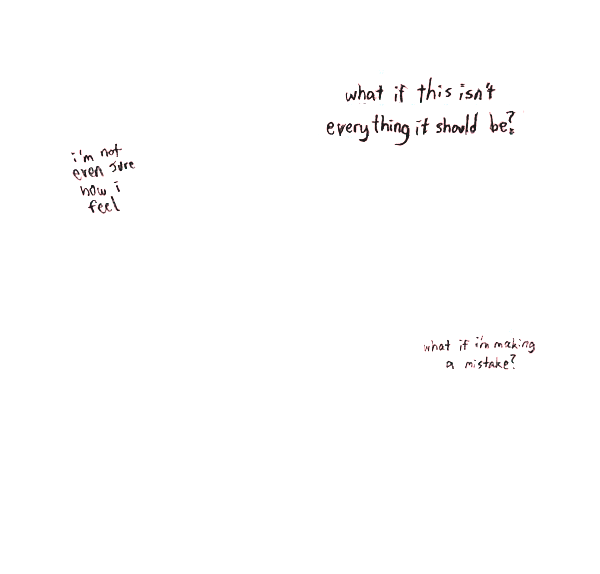 what if this isn't
everything it should be?
i'm not
even sure
how i
feel
what if i'm making
a mistake?